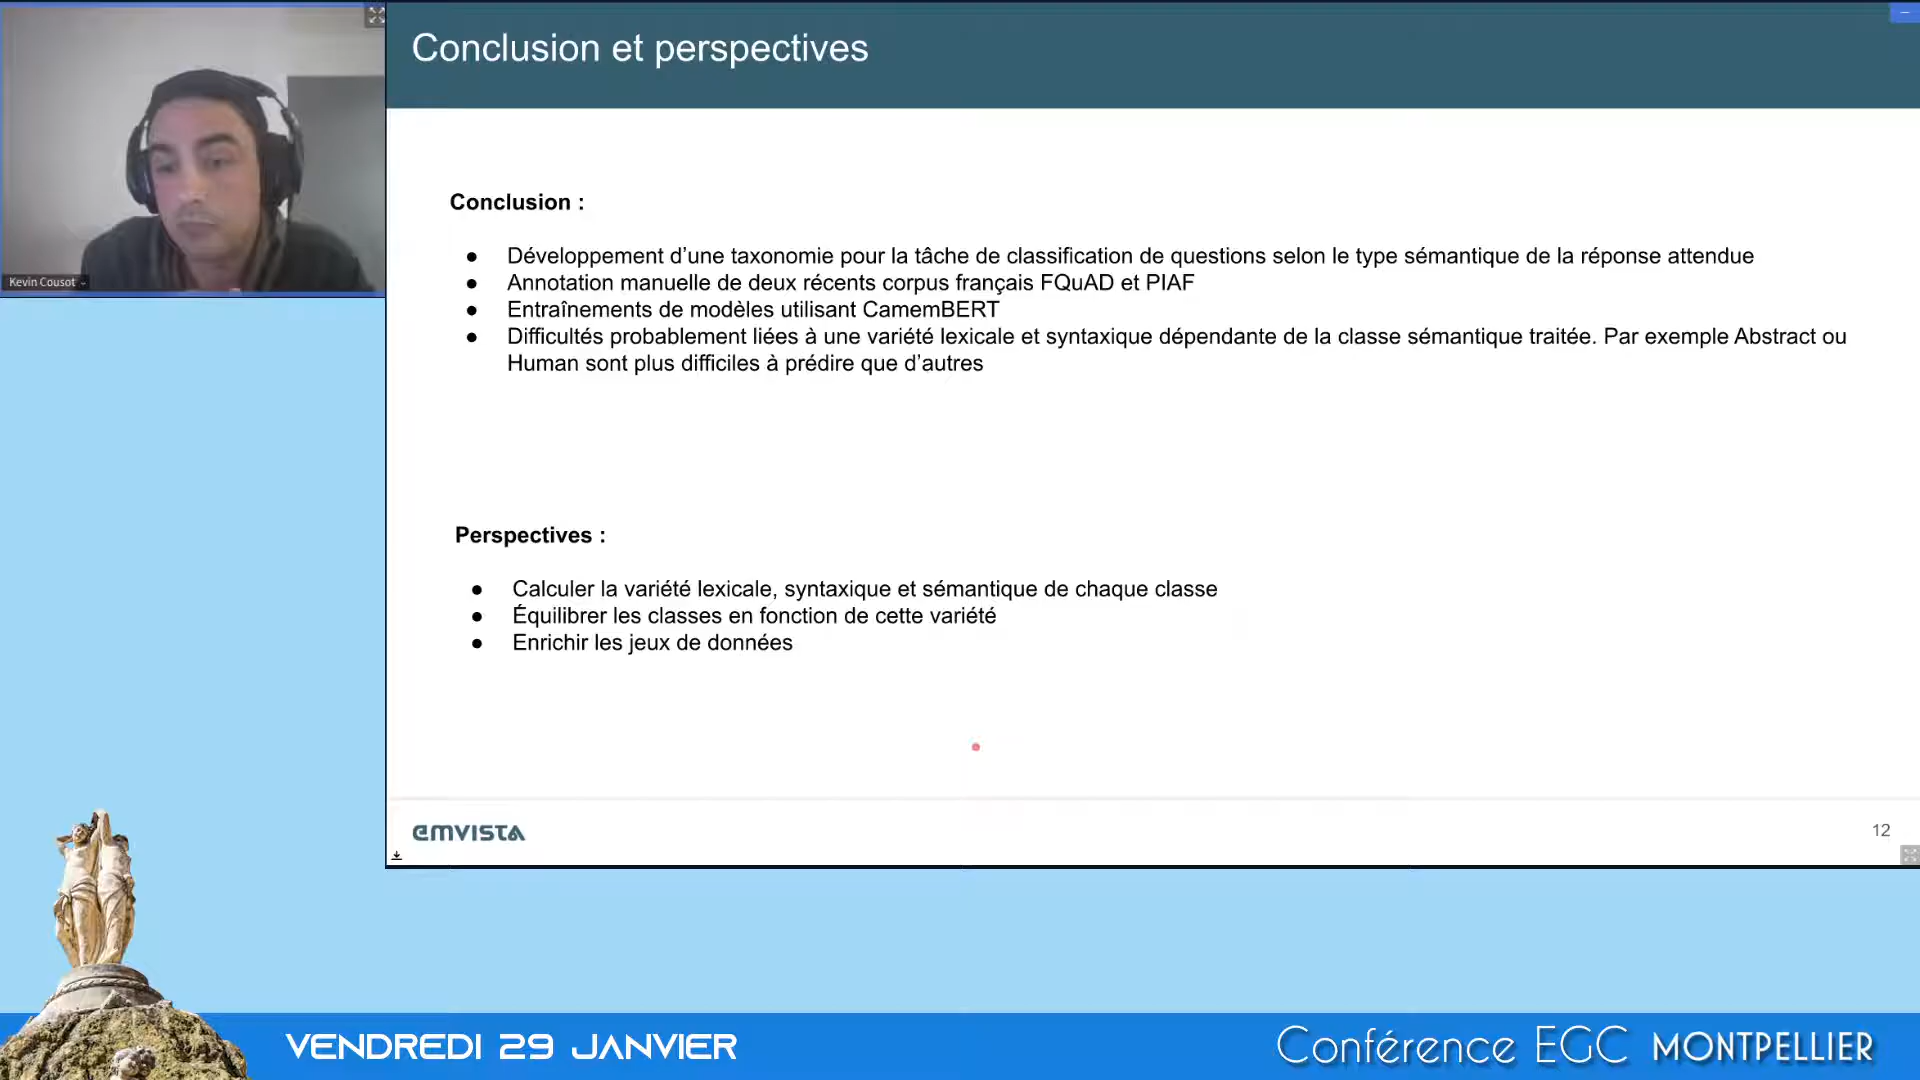 Conclusion et perspectives
Kevin Cousot
Conclusion :
● Développement d’une taxonomie pour la tâche de classification de questions selon le type sémantique de la réponse attendue
● Annotation manuelle de deux récents corpus français FQuAD et PIAF
● Entraînements de modèles utilisant CamemBERT
● Difficultés probablement liées à une variété lexicale et syntaxique dépendante de la classe sémantique traitée. Par exemple Abstract ou
Human sont plus difficiles à prédire que d’autres
Perspectives :
● Calculer la variété lexicale, syntaxique et sémantique de chaque classe
● Équilibrer les classes en fonction de cette variété
● Enrichir les jeux de données
emvista
12
VENDREDI 29 JANVIER
Conférence EGC MONTPELLIER